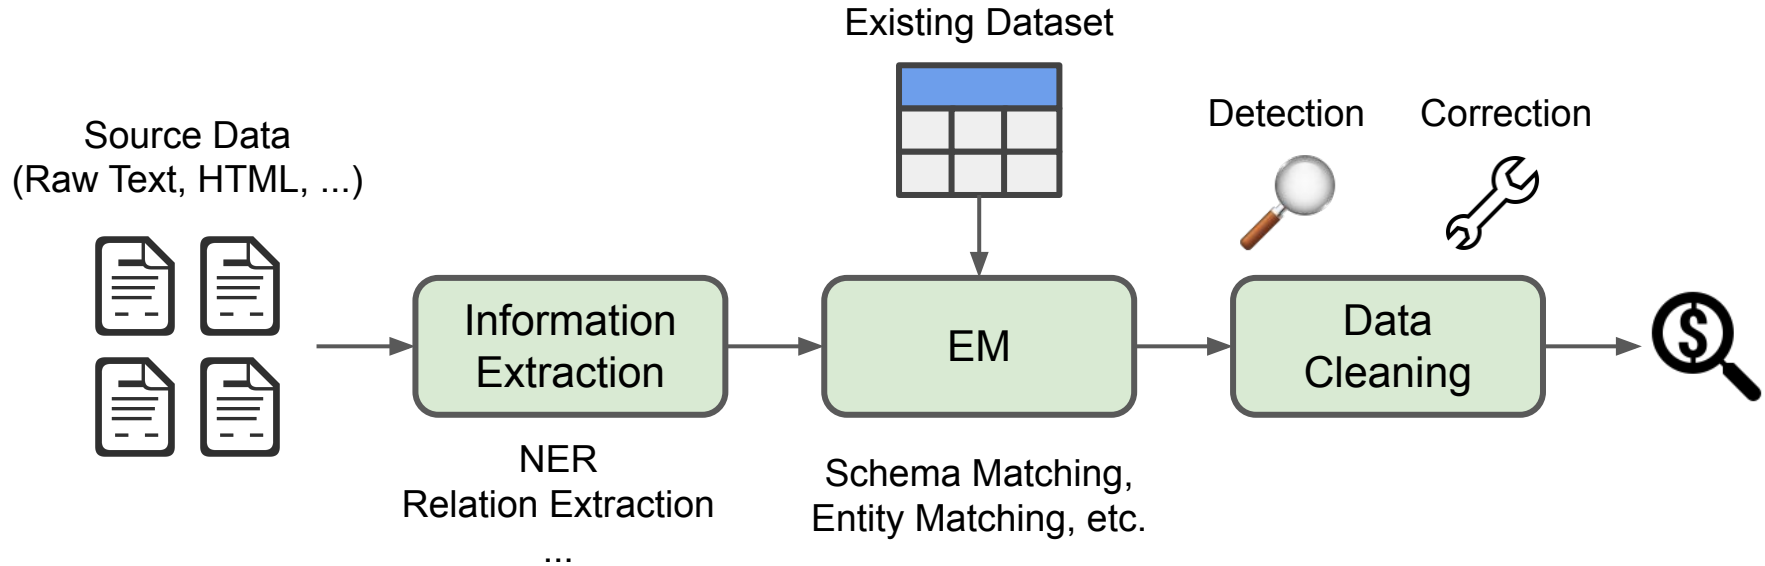 Existing Dataset
Source Data
(Raw Text, HTML, ...)
Detection
Correction
Information
Extraction
EM
Data
Cleaning
$
NER
Relation Extraction
...
Schema Matching,
Entity Matching, etc.